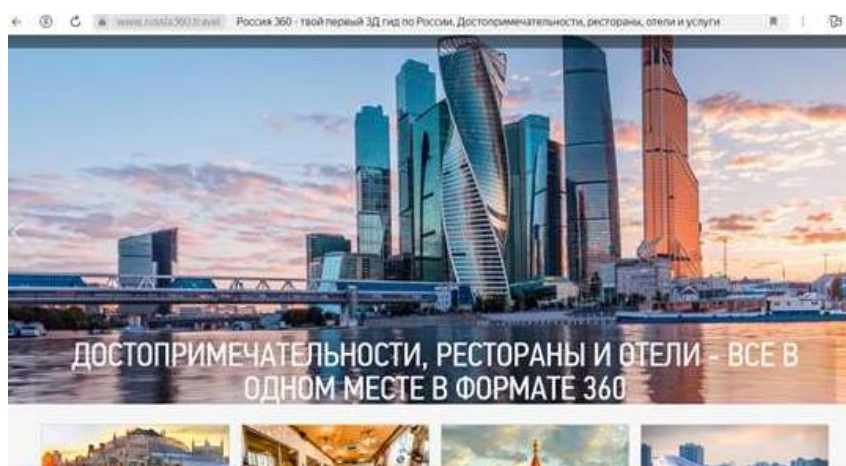 www.russia360.travel Россия 360 - твой первый 3Д гид по России. Достопримечательности, рестораны, отели и услуги
ДОСТОПРИМЕЧАТЕЛЬНОСТИ, РЕСТОРАНЫ И ОТЕЛИ - ВСЕ В
ОДНОМ МЕСТЕ В ФОРМАТЕ 360